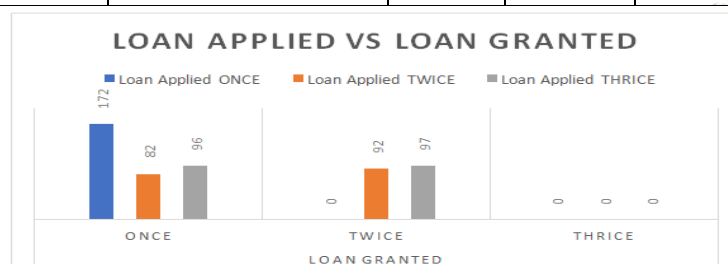 LOAN APPLIED VS LOAN GRANTED
Loan Applied ONCE Loan Applied TWICE Loan Applied THRICE
172 82 96 0 92 97 0 0 0
ONCE TWICE THRICE
LOAN GRANTED